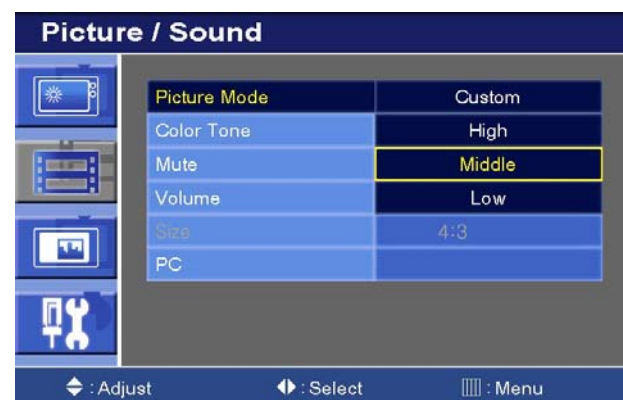 Picture / Sound
Picture Mode Custom
Color Tone High
Mute Middle
Volume Low
Size 4:3
PC
: Adjust : Select : Menu